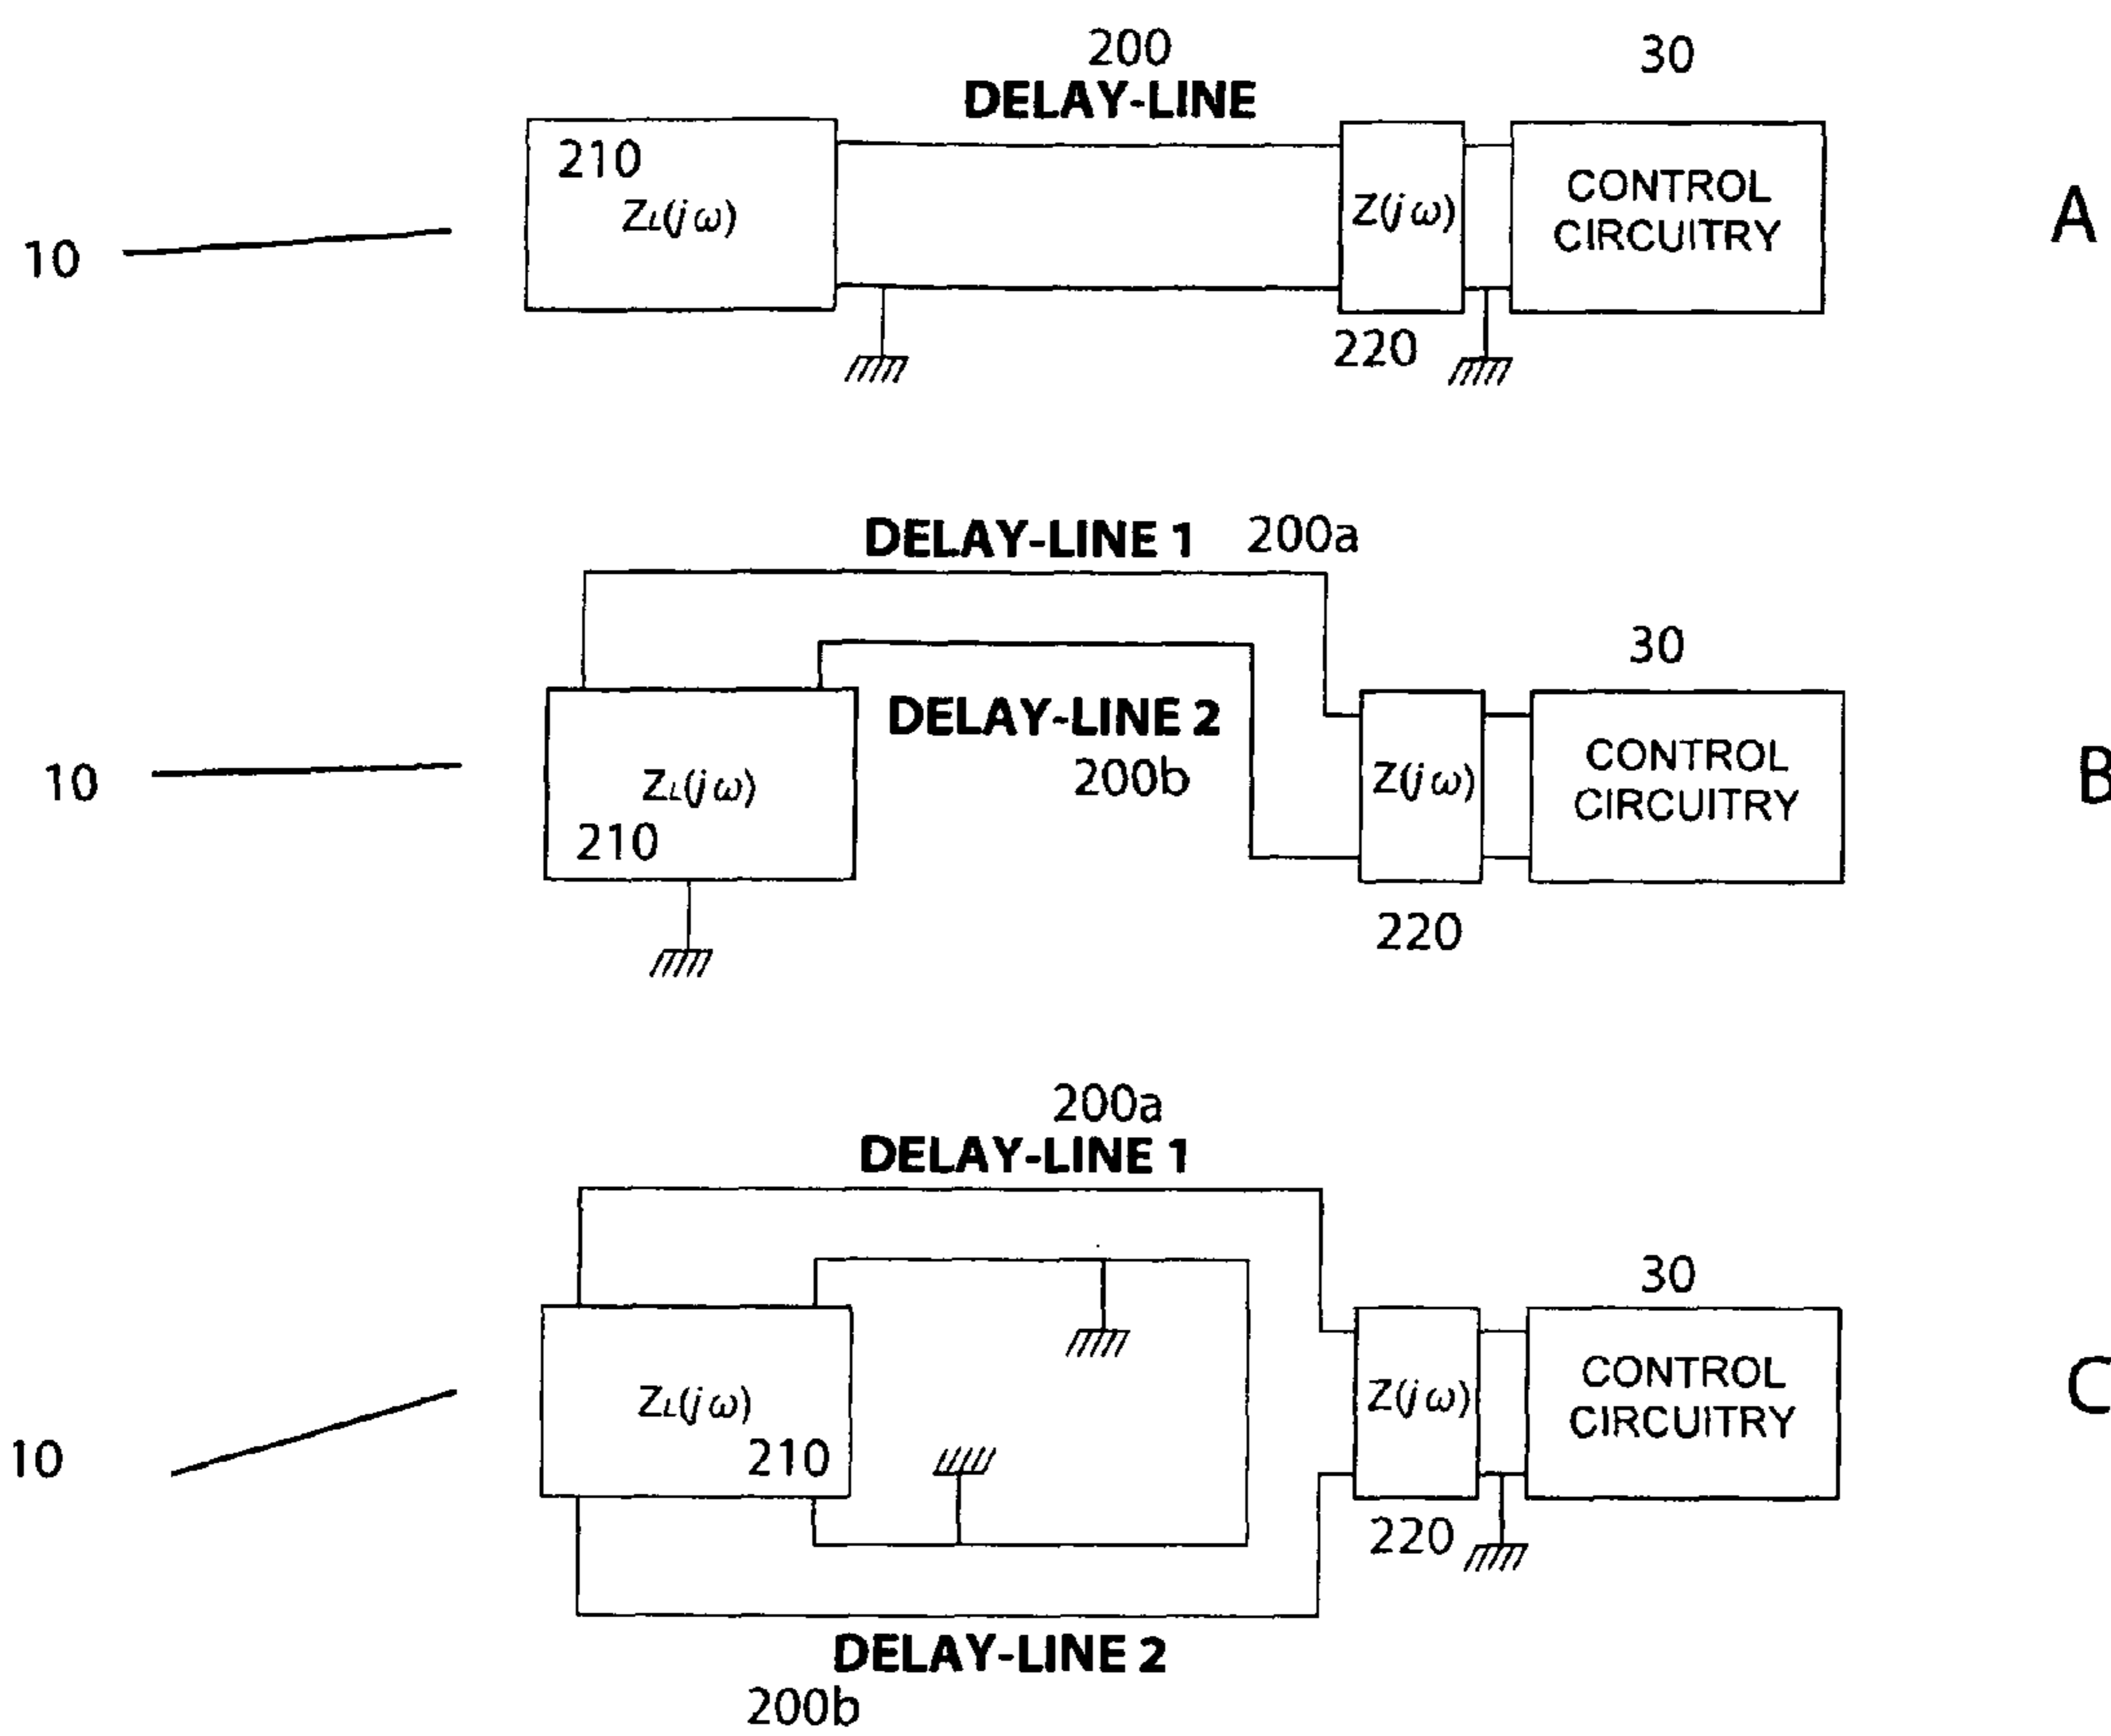 200
30
DELAY-LINE
210
ZL(jω)
Z(jω)
CONTROL
CIRCUITRY
A
10
220
DELAY-LINE 1 200a
30
DELAY-LINE 2
200b
ZL(jω)
210
Z(jω)
CONTROL
CIRCUITRY
B
10
220
200a
DELAY-LINE 1
30
ZL(jω)
210
Z(jω)
CONTROL
CIRCUITRY
C
10
220
DELAY-LINE 2
200b